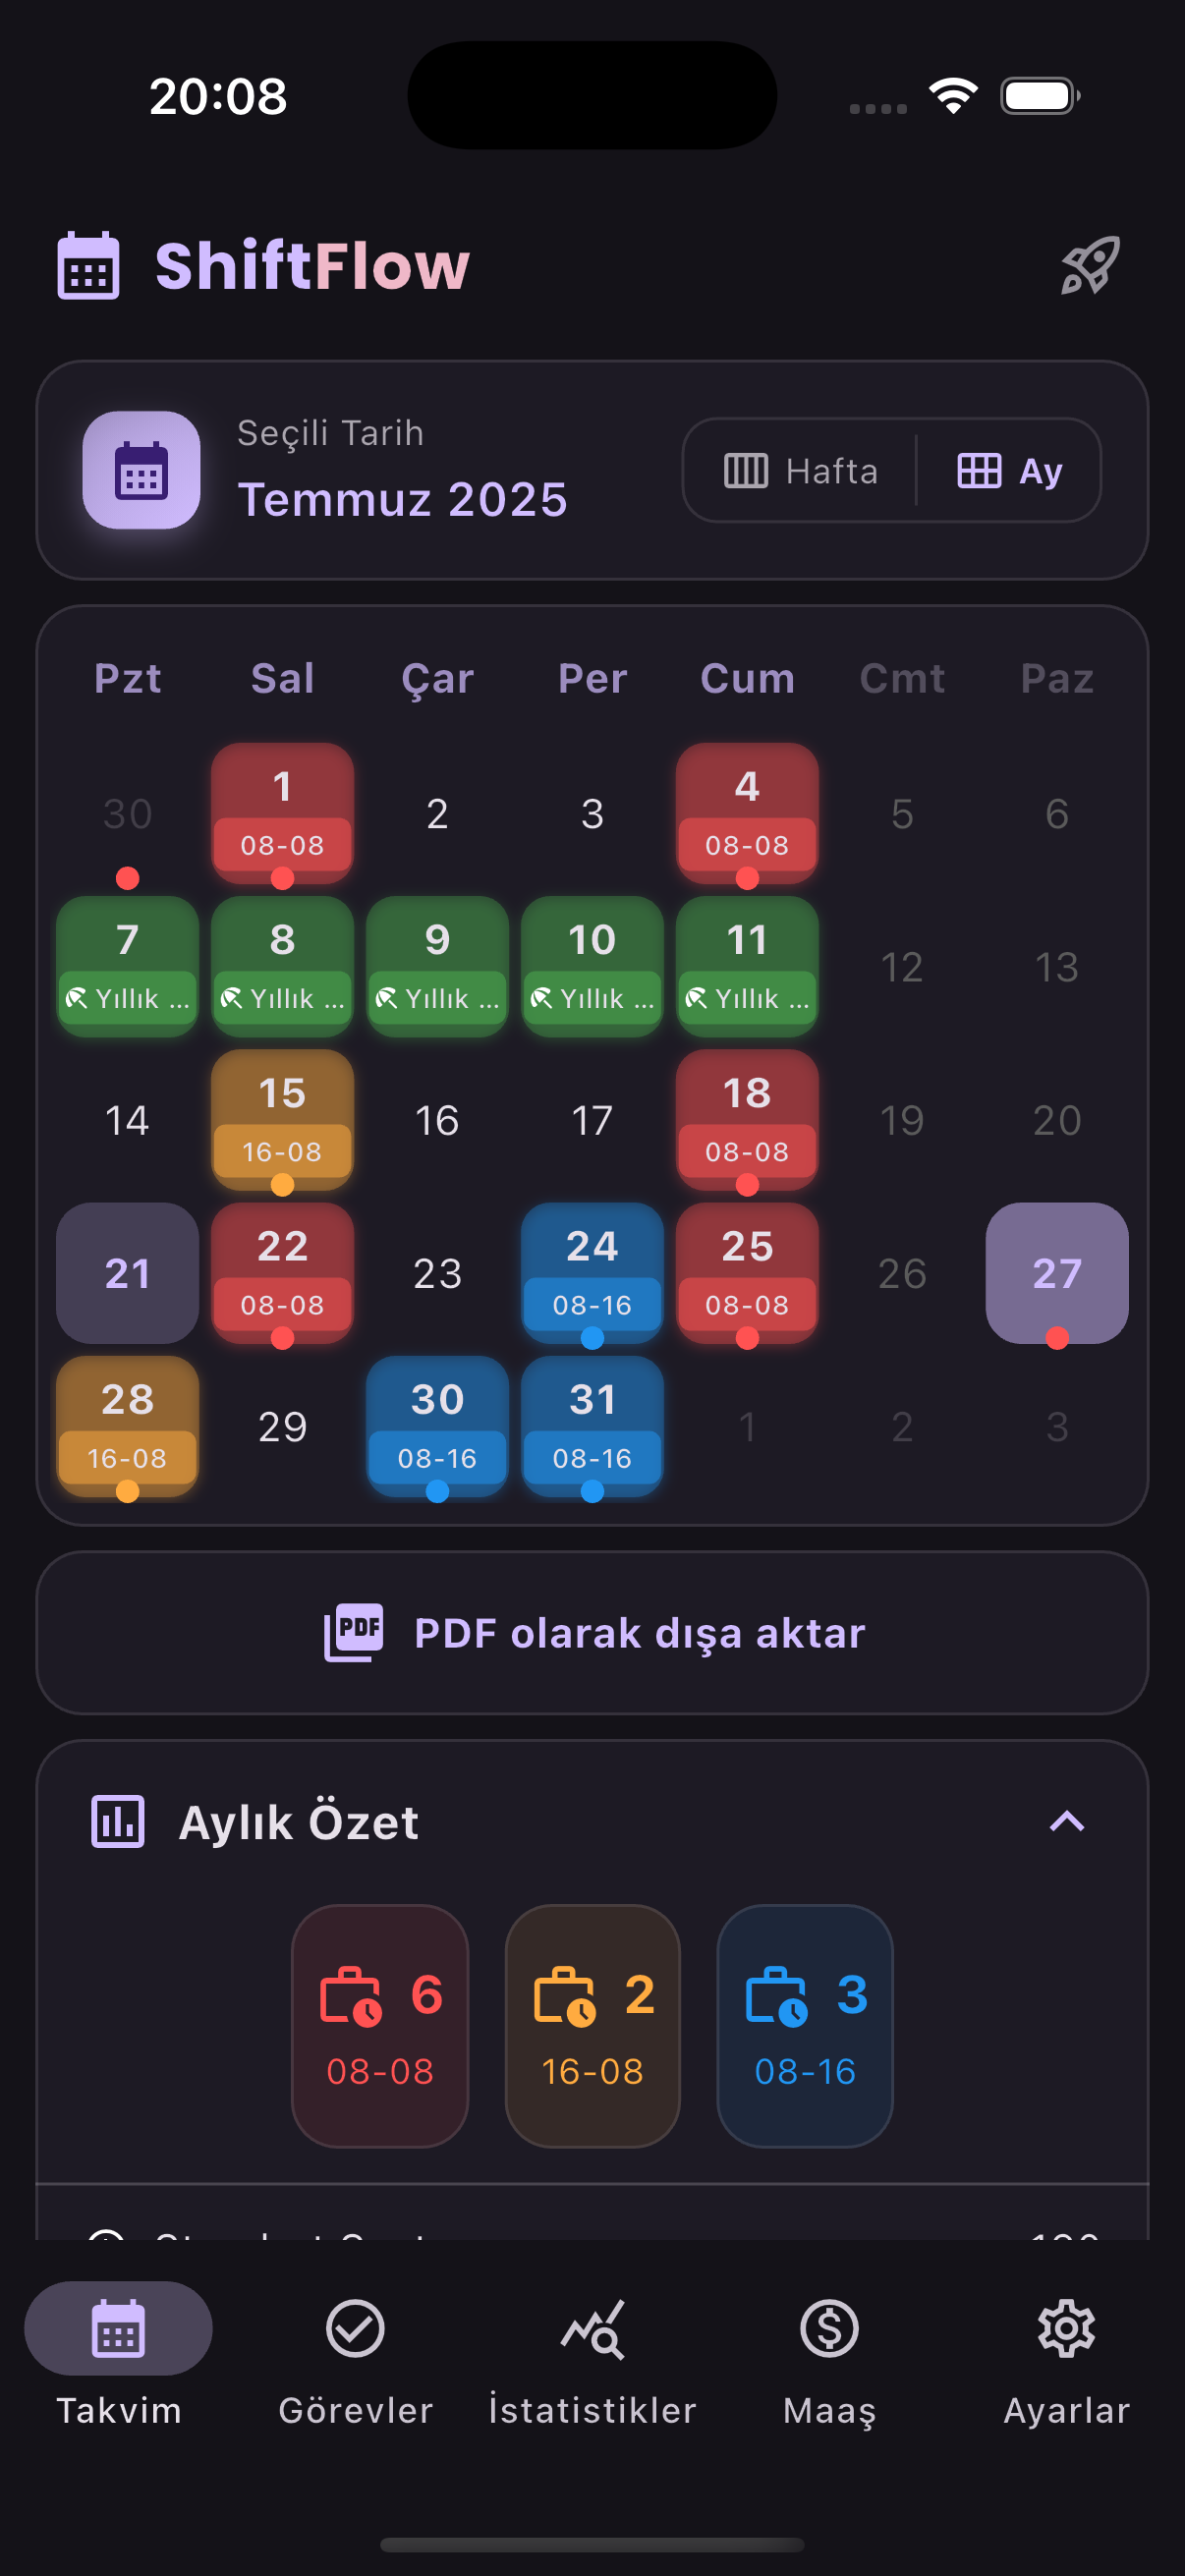 20:08
ShiftFlow
Seçili Tarih
Temmuz 2025
Hafta
Ay
Pzt Sal Çar Per Cum Cmt Paz
30 1 2 3 4 5 6
08-08 08-08
7 8 9 10 11 12 13
Yıllık ... Yıllık ... Yıllık ... Yıllık ... Yıllık ...
14 15 16 17 18 19 20
16-08 08-08
21 22 23 24 25 26 27
08-08 08-16 08-08
28 29 30 31 1 2 3
16-08 08-16 08-16
PDF PDF olarak dışa aktar
Aylık Özet
6 2 3
08-08 16-08 08-16
Takvim Görevler İstatistikler Maaş Ayarlar